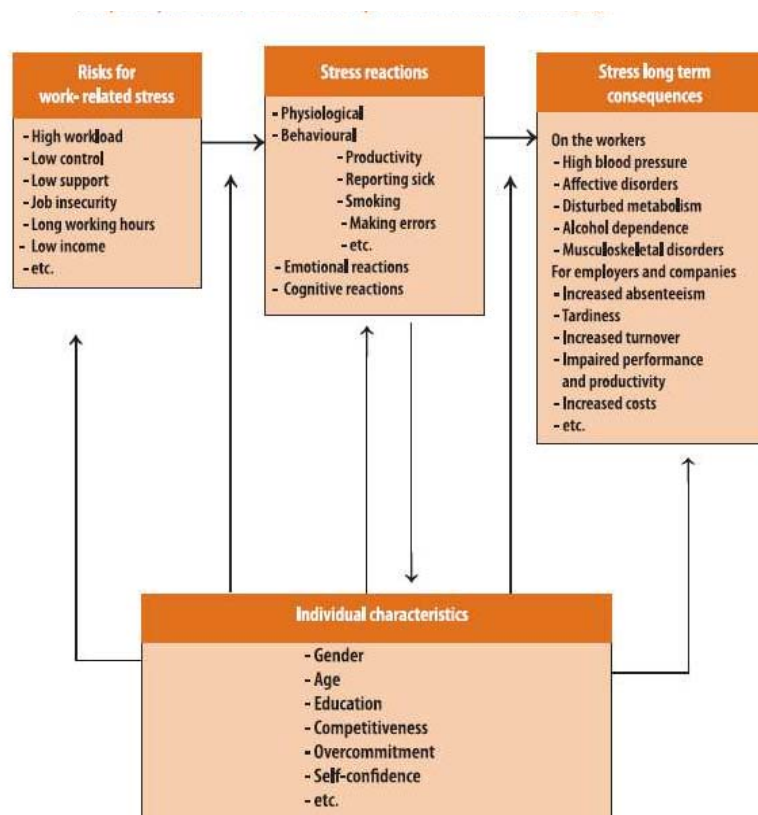 Risks for
work- related stress
- High workload
- Low control
- Low support
- Job insecurity
- Long working hours
- Low income
- etc.
Stress reactions
- Physiological
- Behavioural
- Productivity
- Reporting sick
- Smoking
- Making errors
- etc.
- Emotional reactions
- Cognitive reactions
Stress long term
consequences
On the workers
- High blood pressure
- Affective disorders
- Disturbed metabolism
- Alcohol dependence
- Musculoskeletal disorders
For employers and companies
- Increased absenteeism
- Tardiness
- Increased turnover
- Impaired performance
and productivity
- Increased costs
- etc.
Individual characteristics
- Gender
- Age
- Education
- Competitiveness
- Overcommitment
- Self-confidence
- etc.